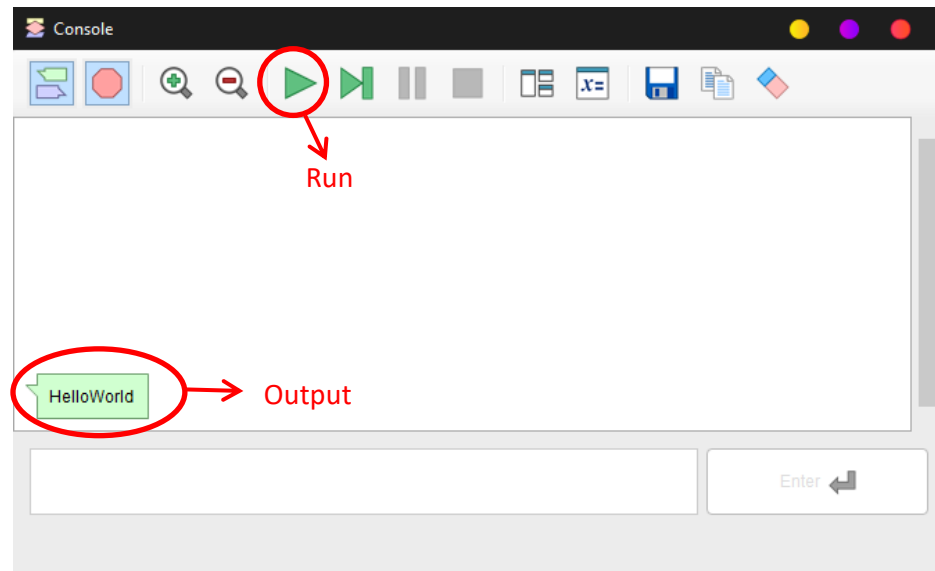 Console
x=
Run
HelloWorld
Output
Enter